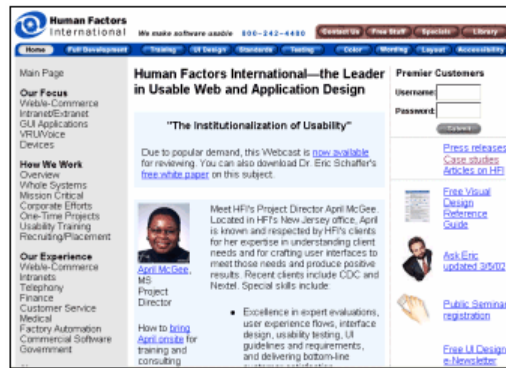 Human Factors
International
We make software usable 800-242-4480
Contact Us Free Stuff Specials Library
Home Full Development Training UI Design Standards Testing Color Wording Layout Accessibility
Main Page
Our Focus
Web/e-Commerce
Intranet/Extranet
GUI Applications
VRU/Voice
Devices
How We Work
Overview
Whole Systems
Mission Critical
Corporate Efforts
One-Time Projects
Usability Training
Recruiting/Placement
Our Experience
Web/e-Commerce
Intranets
Telephony
Finance
Customer Service
Medical
Factory Automation
Commercial Software
Government
Human Factors International—the Leader
in Usable Web and Application Design
"The Institutionalization of Usability"
Due to popular demand, this Webcast is now available
for reviewing. You can also download Dr. Eric Schaffer's
free white paper on this subject.
April McGee,
MS
Project
Director
How to bring
April onsite for
training and
consulting
Meet HFI's Project Director April McGee.
Located in HFI's New Jersey office, April
is known and respected by HFI's clients
for her expertise in understanding client
needs and for crafting user interfaces to
meet those needs and produce positive
results. Recent clients include CDC and
Nextel. Special skills include:
• Excellence in expert evaluations,
user experience flows, interface
design, usability testing, UI
guidelines and requirements,
and delivering bottom-line
customer satisfaction
Premier Customers
Username:
Password:
Submit
Press releases
Case studies
Articles on HFI
Free Visual
Design
Reference
Guide
Ask Eric
updated 3/5/02
Public Seminar
registration
Free UI Design
e-Newsletter